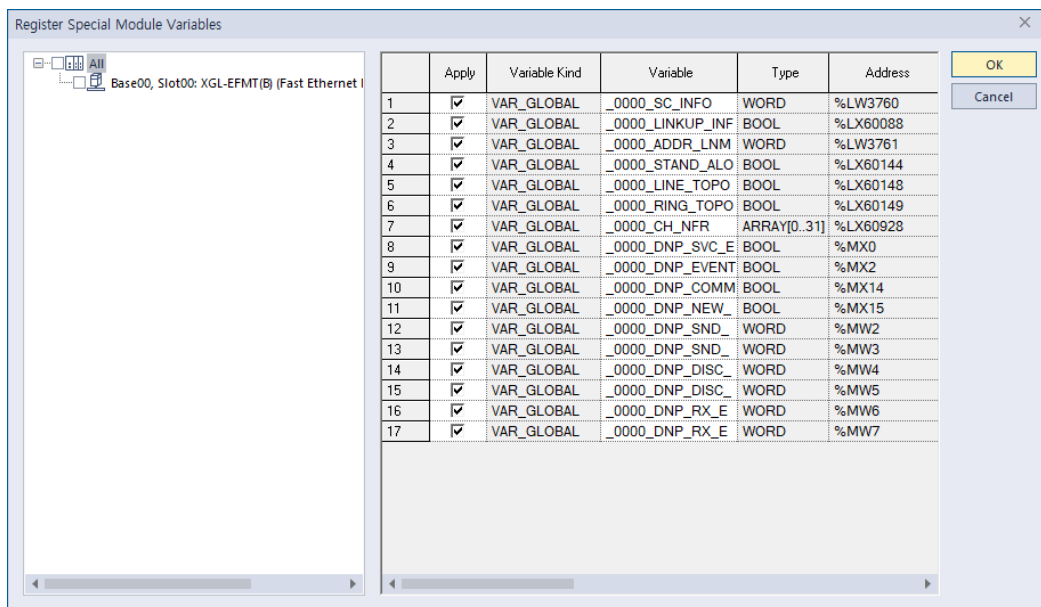 Register Special Module Variables
All
Base00, Slot00: XGL-EFMT(B) (Fast Ethernet I
Apply Variable Kind Variable Type Address
1 VAR_GLOBAL _0000_SC_INFO WORD %LW3760
2 VAR_GLOBAL _0000_LINKUP_INF BOOL %LX60088
3 VAR_GLOBAL _0000_ADDR_LNM WORD %LW3761
4 VAR_GLOBAL _0000_STAND_ALO BOOL %LX60144
5 VAR_GLOBAL _0000_LINE_TOPO BOOL %LX60148
6 VAR_GLOBAL _0000_RING_TOPO BOOL %LX60149
7 VAR_GLOBAL _0000_CH_NFR ARRAY[0..31] %LX60928
8 VAR_GLOBAL _0000_DNP_SVC_E BOOL %MX0
9 VAR_GLOBAL _0000_DNP_EVENT BOOL %MX2
10 VAR_GLOBAL _0000_DNP_COMM BOOL %MX14
11 VAR_GLOBAL _0000_DNP_NEW_ BOOL %MX15
12 VAR_GLOBAL _0000_DNP_SND_ WORD %MW2
13 VAR_GLOBAL _0000_DNP_SND_ WORD %MW3
14 VAR_GLOBAL _0000_DNP_DISC_ WORD %MW4
15 VAR_GLOBAL _0000_DNP_DISC_ WORD %MW5
16 VAR_GLOBAL _0000_DNP_RX_E WORD %MW6
17 VAR_GLOBAL _0000_DNP_RX_E WORD %MW7
OK
Cancel